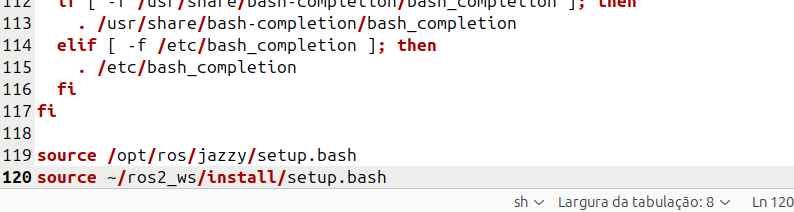 112   if [ -f /usr/share/bash-completion/bash_completion ]; then
113     . /usr/share/bash-completion/bash_completion
114   elif [ -f /etc/bash_completion ]; then
115     . /etc/bash_completion
116   fi
117 fi
118
119 source /opt/ros/jazzy/setup.bash
120 source ~/ros2_ws/install/setup.bash
sh Largura da tabulação: 8 Ln 120